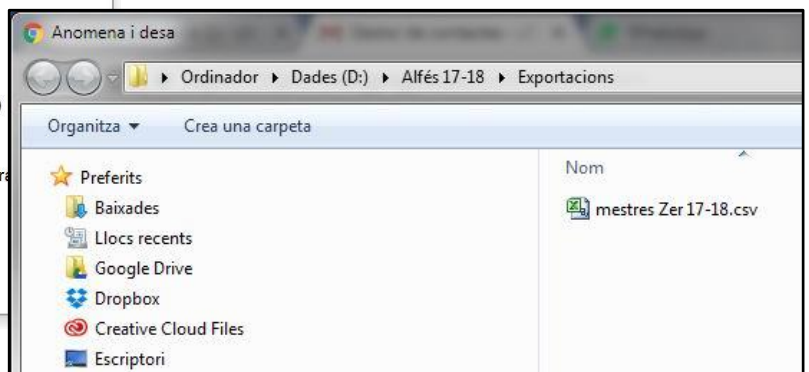 Anomena i desa
Ordinador ▸ Dades (D:) ▸ Alfés 17-18 ▸ Exportacions
Organitza ▾ Crea una carpeta
Preferits
Baixades
Llocs recents
Google Drive
Dropbox
Creative Cloud Files
Escriptori
Nom
mestres Zer 17-18.csv